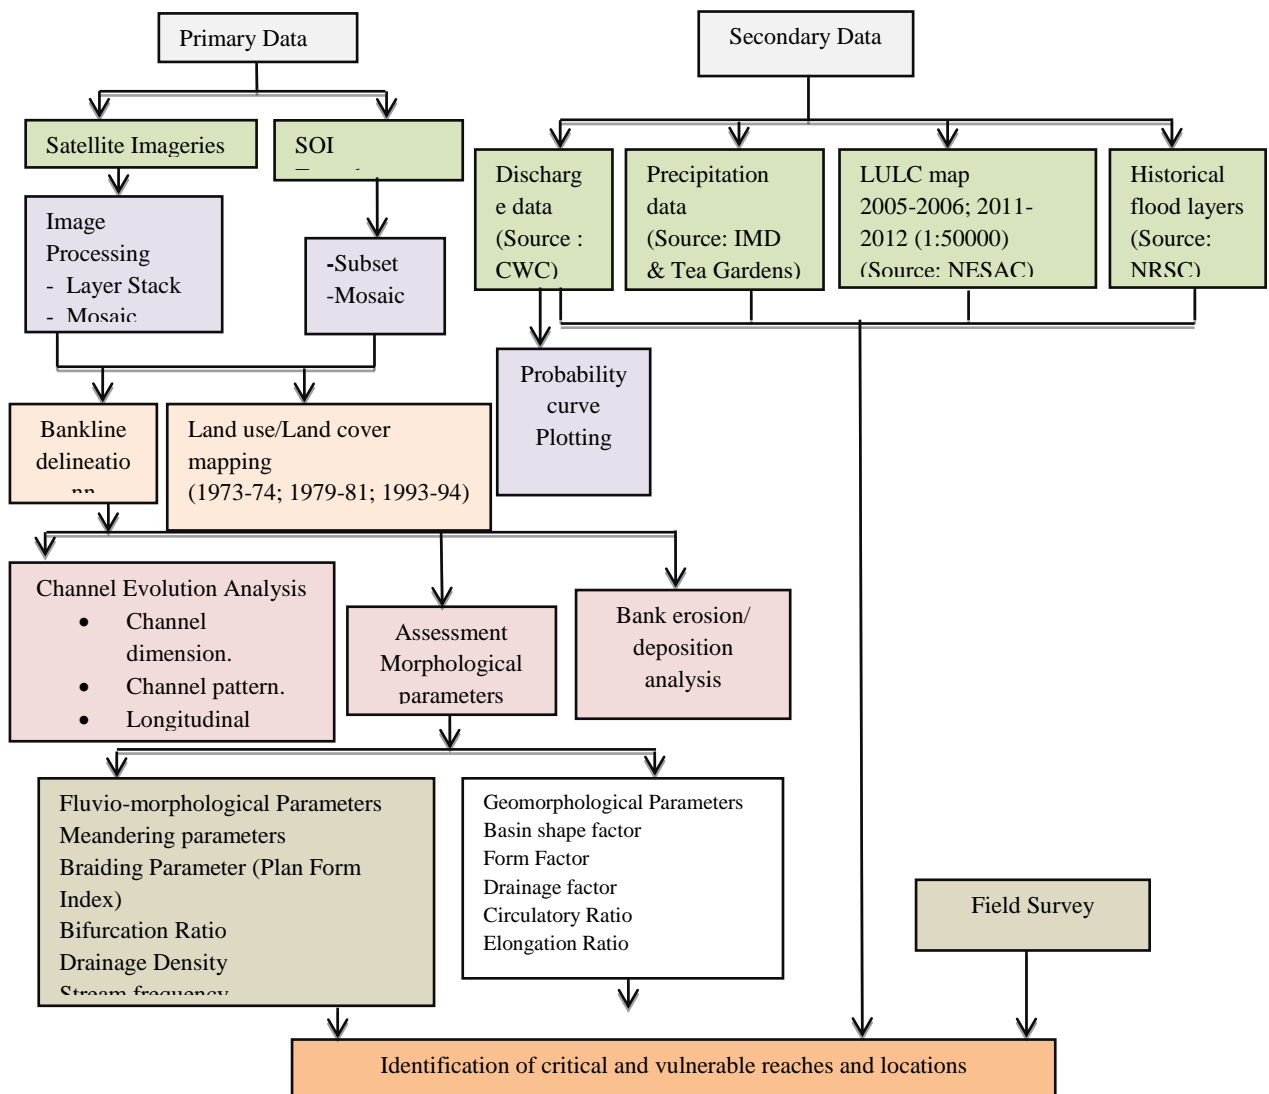 Primary Data
Secondary Data
Satellite Imageries
SOI
Discharg
e data
(Source :
CWC)
Precipitation
data
(Source: IMD
& Tea Gardens)
LULC map
2005-2006; 2011-
2012 (1:50000)
(Source: NESAC)
Historical
flood layers
(Source:
NRSC)
Image
Processing
- Layer Stack
- Mosaic
-Subset
-Mosaic
Probability
curve
Plotting
Bankline
delineatio
Land use/Land cover
mapping
(1973-74; 1979-81; 1993-94)
Channel Evolution Analysis
• Channel
dimension.
• Channel pattern.
• Longitudinal
Assessment
Morphological
parameters
Bank erosion/
deposition
analysis
Fluvio-morphological Parameters
Meandering parameters
Braiding Parameter (Plan Form
Index)
Bifurcation Ratio
Drainage Density
Stream frequency
Geomorphological Parameters
Basin shape factor
Form Factor
Drainage factor
Circulatory Ratio
Elongation Ratio
Field Survey
Identification of critical and vulnerable reaches and locations